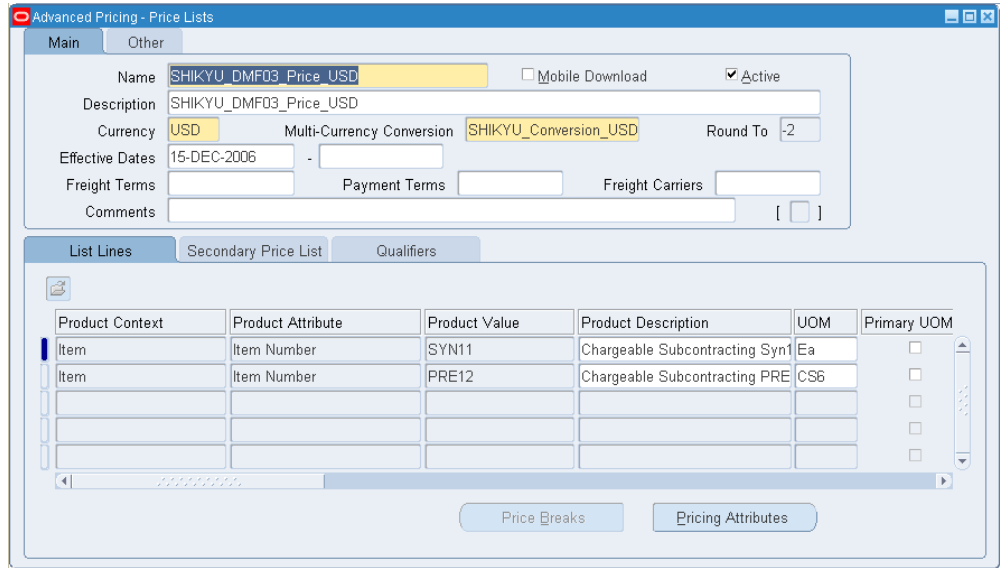 Advanced Pricing - Price Lists
Main Other
Name SHIKYU_DMF03_Price_USD Mobile Download Active
Description SHIKYU_DMF03_Price_USD
Currency USD Multi-Currency Conversion SHIKYU_Conversion_USD Round To -2
Effective Dates 15-DEC-2006 -
Freight Terms Payment Terms Freight Carriers
Comments [ ]
List Lines Secondary Price List Qualifiers
Product Context Product Attribute Product Value Product Description UOM Primary UOM
Item Item Number SYN11 Chargeable Subcontracting Syn1 Ea
Item Item Number PRE12 Chargeable Subcontracting PRE CS6
Price Breaks Pricing Attributes